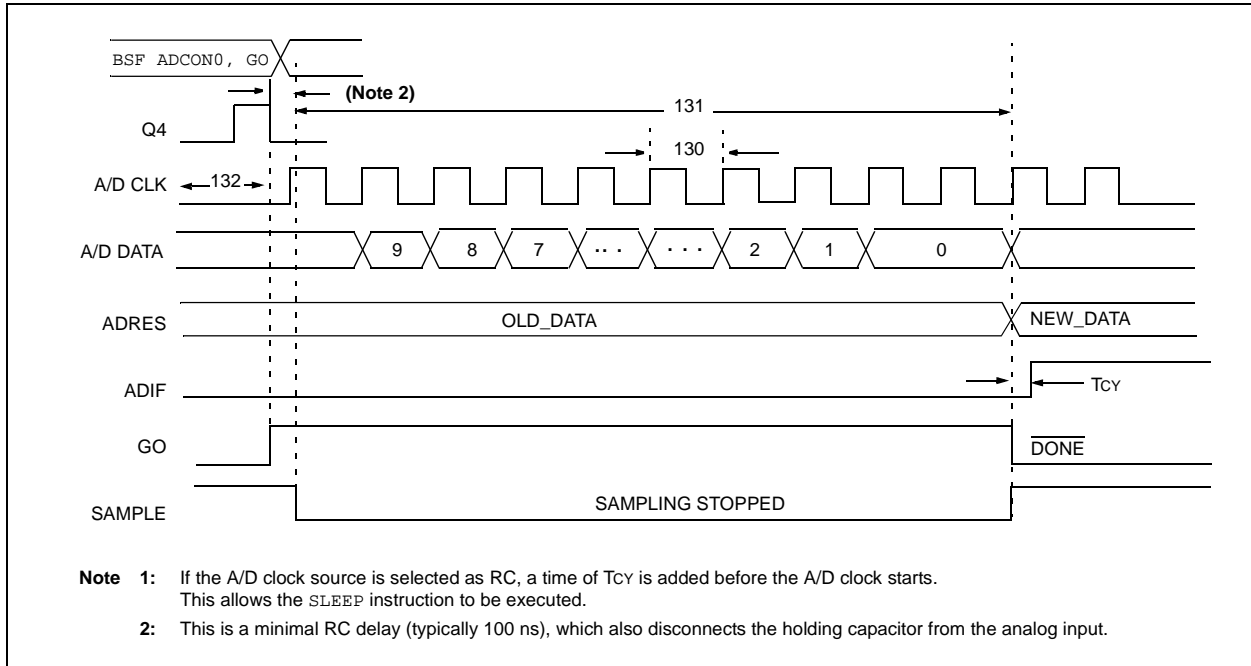 BSF ADCON0, GO
(Note 2)
131
Q4
130
A/D CLK
132
A/D DATA 9 8 7 . . . . . . 2 1 0
ADRES OLD_DATA NEW_DATA
ADIF TCY
GO DONE
SAMPLE SAMPLING STOPPED
Note 1: If the A/D clock source is selected as RC, a time of TCY is added before the A/D clock starts.
This allows the SLEEP instruction to be executed.
2: This is a minimal RC delay (typically 100 ns), which also disconnects the holding capacitor from the analog input.